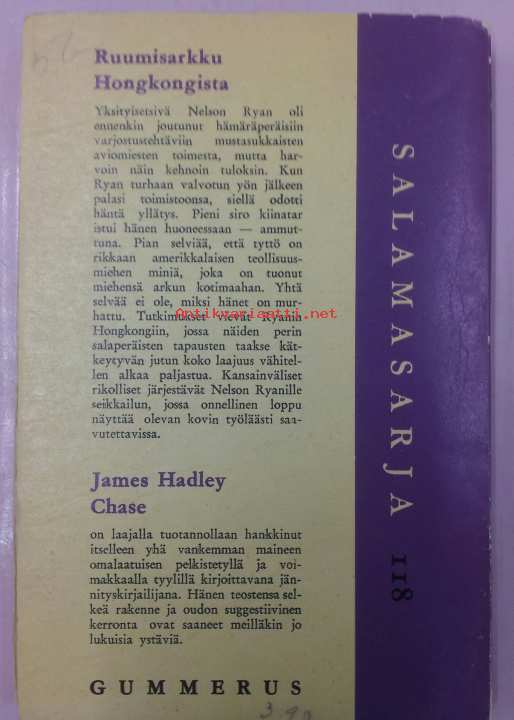 Ruumisarkku
Hongkongista
Yksityisetsivä Nelson Ryan oli
ennenkin joutunut hämäräperäisiin
varjostustehtäviin mustasukkaisten
aviomiesten toimesta, mutta har-
voin näin kehnoin tuloksin. Kun
Ryan turhaan valvotun yön jälkeen
palasi toimistoonsa, siellä odotti
häntä yllätys. Pieni siro kiinatar
istui hänen huoneessaan — ammut-
tuna. Pian selviää, että tyttö on
rikkaan amerikkalaisen teollisuus-
miehen miniä, joka on tuonut
miehensä arkun kotimaahan. Yhtä
selvää ei ole, miksi hänet on mur-
hattu. Tutkimukset vievät Ryanin
Antikvariaatti.net
Hongkongiin, jossa näiden perin
salaperäisten tapausten taakse kät-
keytyvän jutun koko laajuus vähitel-
len alkaa paljastua. Kansainväliset
rikolliset järjestävät Nelson Ryanille
seikkailun, jossa onnellinen loppu
näyttää olevan kovin työläästi saa-
vutettavissa.
James Hadley
Chase
on laajalla tuotannollaan hankkinut
itselleen yhä vankemman maineen
omalaatuisen pelkistetyllä ja voi-
makkaalla tyylillä kirjoittavana jän-
nityskirjailijana. Hänen teostensa sel-
keä rakenne ja oudon suggestiivinen
kerronta ovat saaneet meilläkin jo
lukuisia ystäviä.
GUMMERUS
SALAMASARJA 118